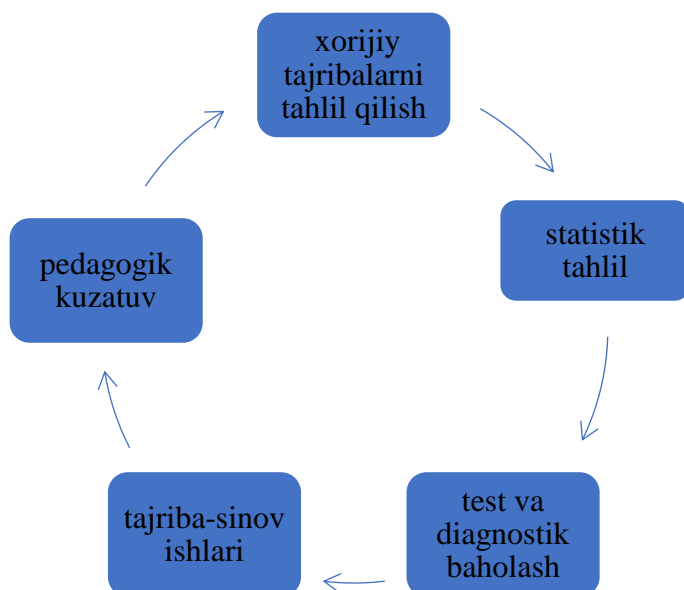 xorijiy
tajribalarni
tahlil qilish
statistik
tahlil
test va
diagnostik
baholash
tajriba-sinov
ishlari
pedagogik
kuzatuv